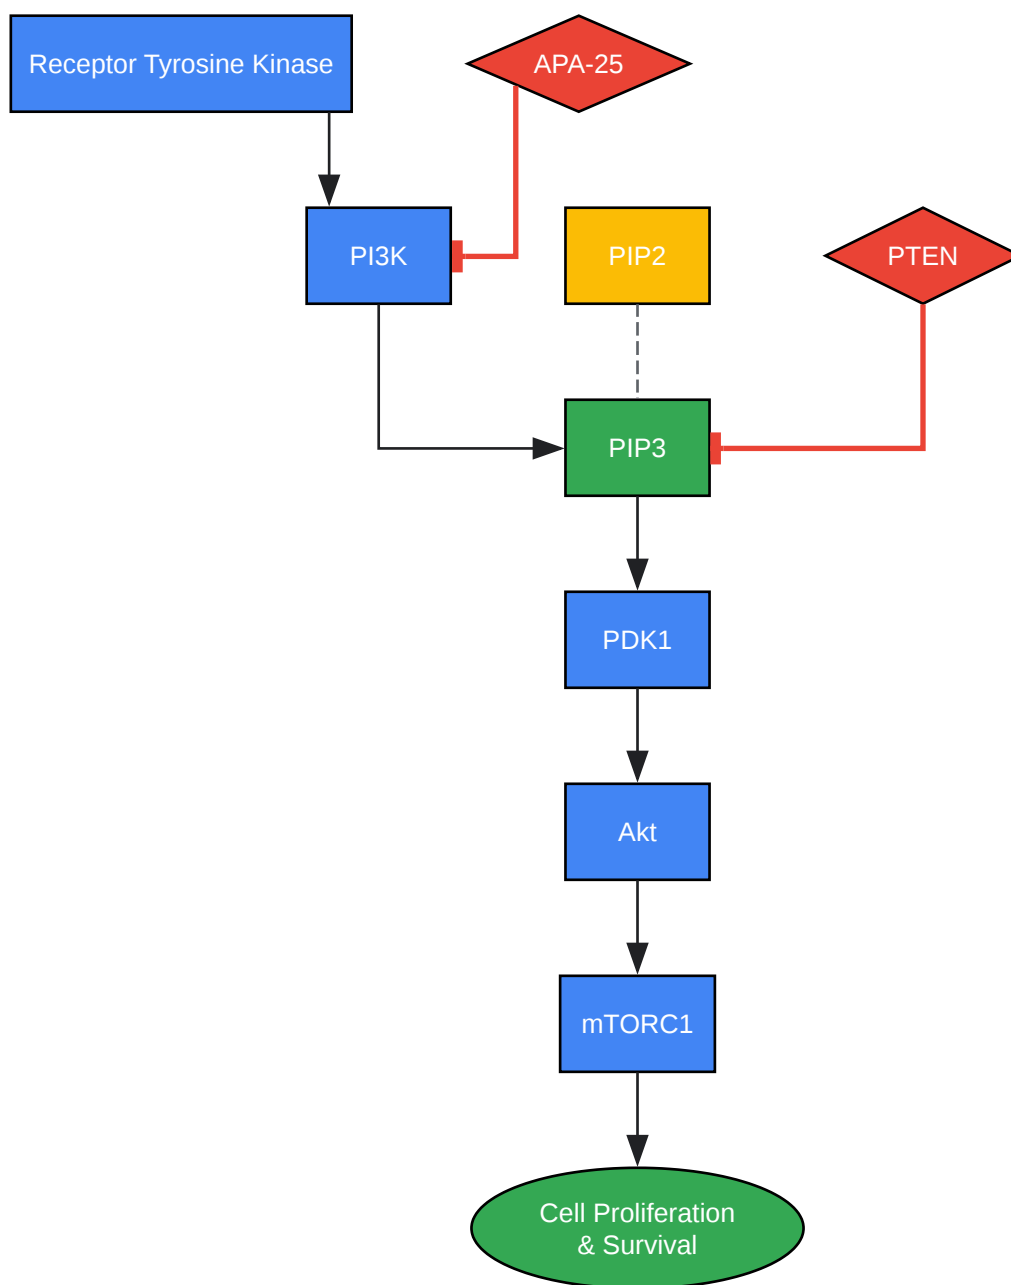 Receptor Tyrosine Kinase
APA-25
PI3K
PIP2
PTEN
PIP3
PDK1
Akt
mTORC1
Cell Proliferation
& Survival